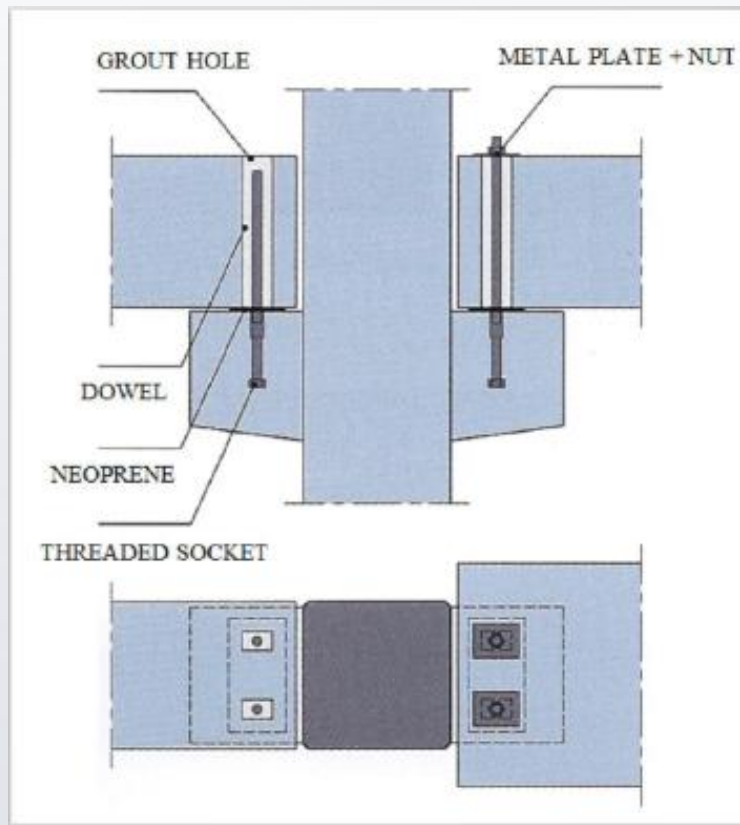 GROUT HOLE
METAL PLATE + NUT
DOWEL
NEOPRENE
THREADED SOCKET